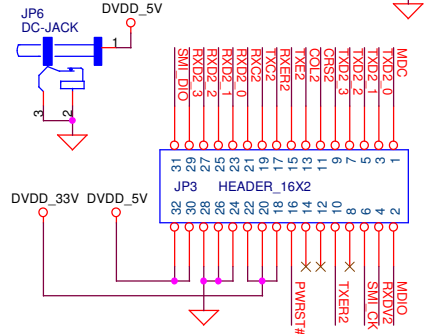 JP6
DC-JACK
DVDD_5V
1
3
2
SMI_DIO
RXD2_3
RXD2_2
RXD2_1
RXD2_0
RXC2
TXC2
RXER2
TXE2
COL2
CRS2
TXD2_3
TXD2_2
TXD2_1
TXD2_0
MDC
31 29 27 25 23 21 19 17 15 13 11 9 7 5 3 1
JP3 HEADER_16X2
32 30 28 26 24 22 20 18 16 14 12 10 8 6 4 2
DVDD_33V
DVDD_5V
PWRST#
TXER2
SMI_CK
RXDV2
MDIO